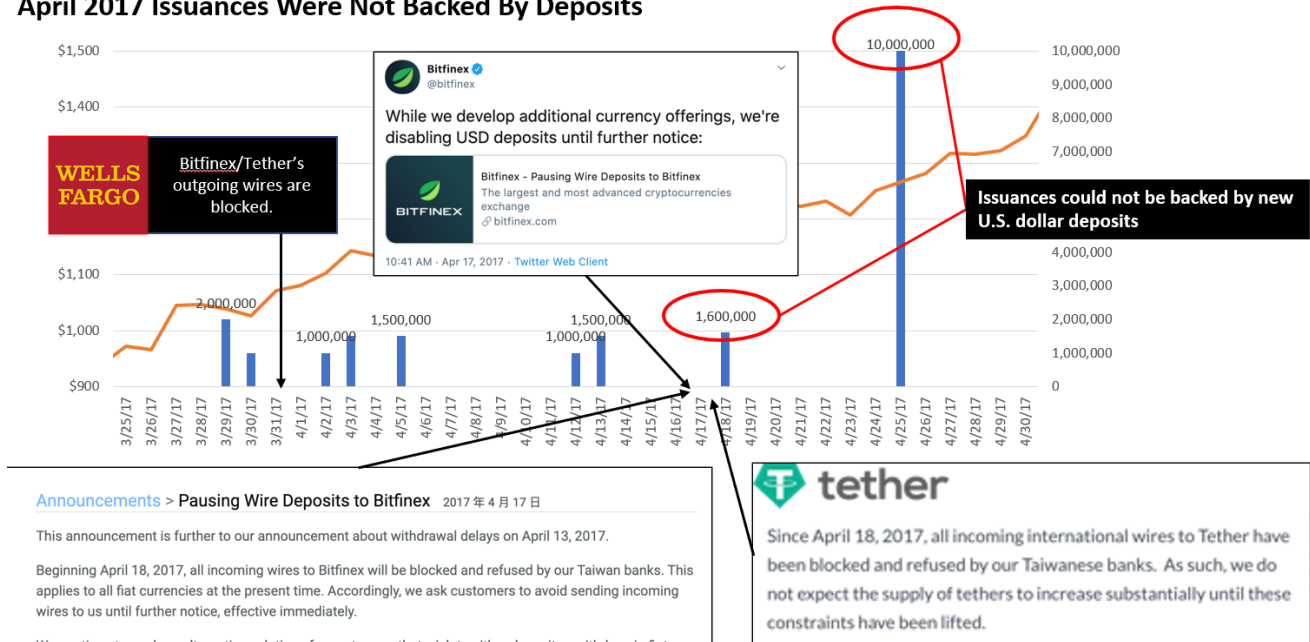 April 2017 Issuances Were Not Backed By Deposits
$1,500
$1,400
$1,100
$1,000
$900
10,000,000
9,000,000
8,000,000
7,000,000
4,000,000
3,000,000
2,000,000
1,000,000
0
WELLS
FARGO
Bitfinex/Tether's
outgoing wires are
blocked.
Bitfinex
@bitfinex
While we develop additional currency offerings, we're
disabling USD deposits until further notice:
BITFINEX
Bitfinex - Pausing Wire Deposits to Bitfinex
The largest and most advanced cryptocurrencies
exchange
bitfinex.com
10:41 AM · Apr 17, 2017 · Twitter Web Client
10,000,000
Issuances could not be backed by new
U.S. dollar deposits
2,000,000
1,000,000
1,500,000
1,000,000
1,500,000
1,600,000
3/25/17
3/26/17
3/27/17
3/28/17
3/29/17
3/30/17
3/31/17
4/1/17
4/2/17
4/3/17
4/4/17
4/5/17
4/6/17
4/7/17
4/8/17
4/9/17
4/10/17
4/11/17
4/12/17
4/13/17
4/14/17
4/15/17
4/16/17
4/17/17
4/18/17
4/19/17
4/20/17
4/21/17
4/22/17
4/23/17
4/24/17
4/25/17
4/26/17
4/27/17
4/28/17
4/29/17
4/30/17
Announcements > Pausing Wire Deposits to Bitfinex 2017 年 4 月 17 日
This announcement is further to our announcement about withdrawal delays on April 13, 2017.
Beginning April 18, 2017, all incoming wires to Bitfinex will be blocked and refused by our Taiwan banks. This
applies to all fiat currencies at the present time. Accordingly, we ask customers to avoid sending incoming
wires to us until further notice, effective immediately.
tether
Since April 18, 2017, all incoming international wires to Tether have
been blocked and refused by our Taiwanese banks. As such, we do
not expect the supply of tethers to increase substantially until these
constraints have been lifted.